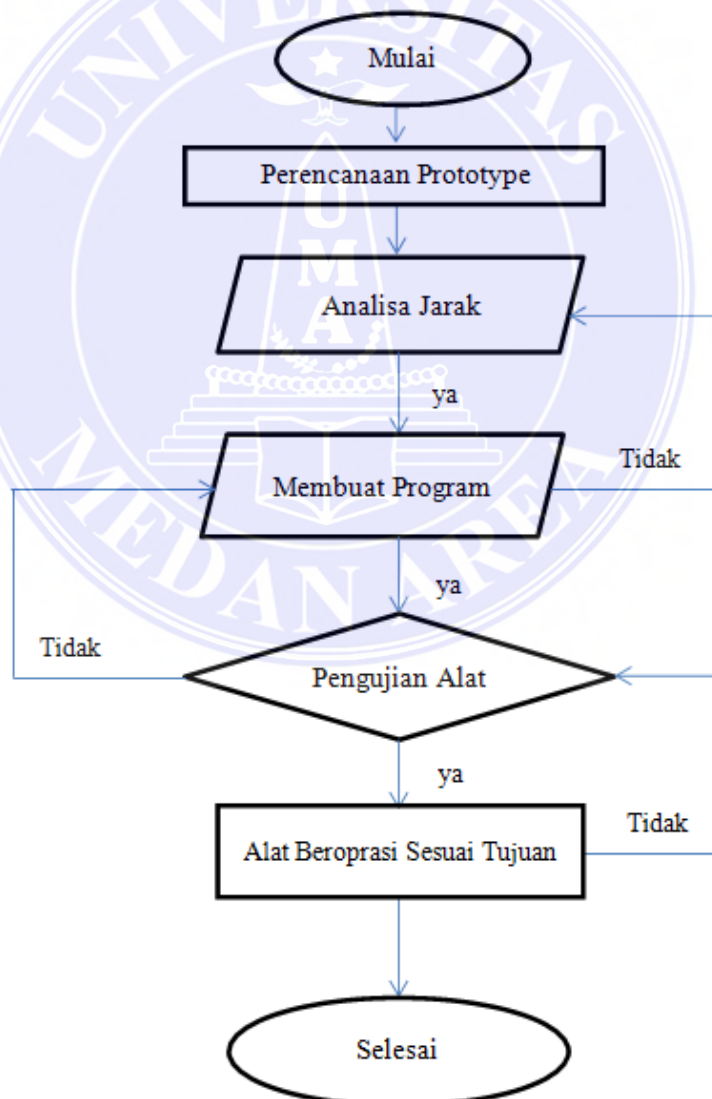 UNIVERSITAS
Mulai
Perencanaan Prototype
UMA
Analisa Jarak
ya
Tidak
Membuat Program
MEDAN AREA
ya
Tidak
Pengujian Alat
ya
Tidak
Alat Beroprasi Sesuai Tujuan
Selesai